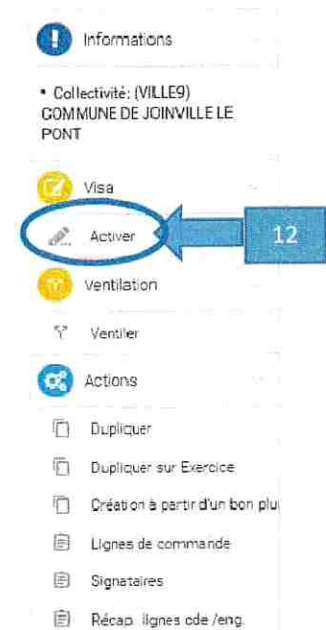 Informations
• Collectivité: (VILLE9)
COMMUNE DE JOINVILLE LE
PONT
Visa
Activer
12
Ventilation
Ventiler
Actions
Dupliquer
Dupliquer sur Exercice
Création à partir d'un bon plu
Lignes de commande
Signataires
Récap. lignes cde /eng.